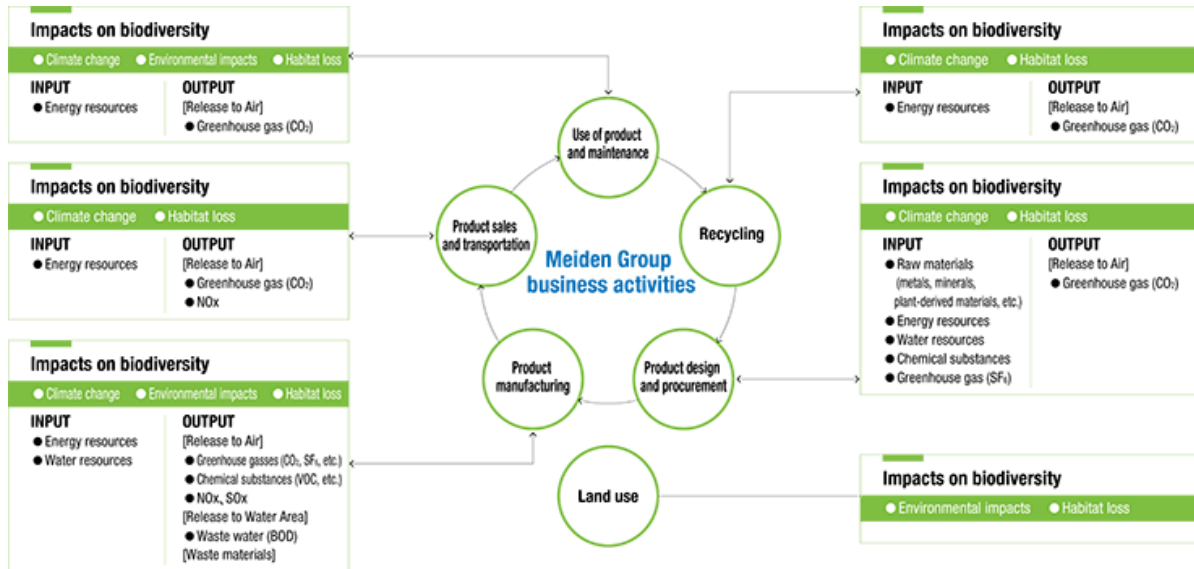 Impacts on biodiversity
● Climate change ● Environmental impacts ● Habitat loss
INPUT
● Energy resources
OUTPUT
[Release to Air]
● Greenhouse gas (CO₂)
Impacts on biodiversity
● Climate change ● Habitat loss
INPUT
● Energy resources
OUTPUT
[Release to Air]
● Greenhouse gas (CO₂)
● NOx
Impacts on biodiversity
● Climate change ● Environmental impacts ● Habitat loss
INPUT
● Energy resources
● Water resources
OUTPUT
[Release to Air]
● Greenhouse gasses (CO₂, SF₆, etc.)
● Chemical substances (VOC, etc.)
● NOx, SOx
[Release to Water Area]
● Waste water (BOD)
[Waste materials]
Use of product
and maintenance
Product sales
and transportation
Recycling
Meiden Group
business activities
Product
manufacturing
Product design
and procurement
Land use
Impacts on biodiversity
● Climate change ● Habitat loss
INPUT
● Energy resources
OUTPUT
[Release to Air]
● Greenhouse gas (CO₂)
Impacts on biodiversity
● Climate change ● Habitat loss
INPUT
● Raw materials
(metals, minerals,
plant-derived materials, etc.)
● Energy resources
● Water resources
● Chemical substances
● Greenhouse gas (SF₆)
OUTPUT
[Release to Air]
● Greenhouse gas (CO₂)
Impacts on biodiversity
● Environmental impacts ● Habitat loss